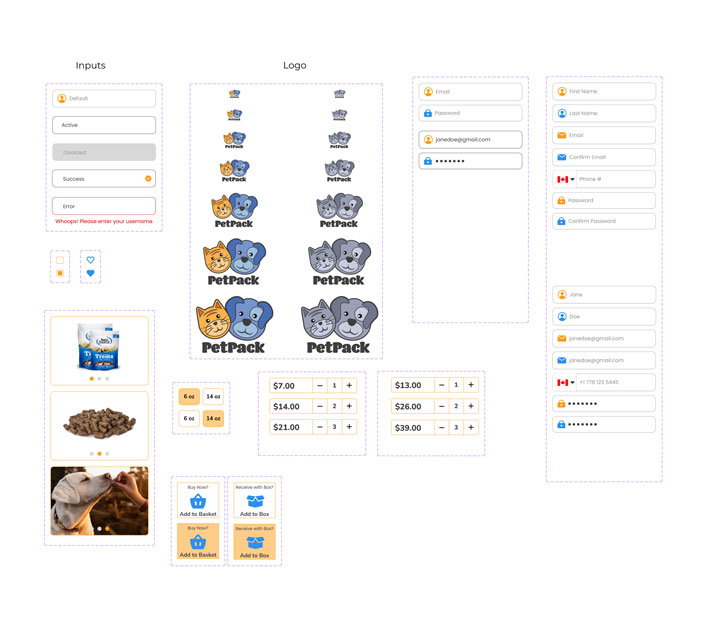 Inputs
Logo
Default
Active
Disabled
Success
Error
Whoops! Please enter your username
PetPack
PetPack
PetPack
PetPack
PetPack
PetPack
PetPack
PetPack
PetPack
PetPack
Email
Password
janedoe@gmail.com
First Name
Last Name
Email
Confirm Email
Phone #
Password
Confirm Password
Jane
Doe
janedoe@gmail.com
janedoe@gmail.com
+1 778 123 5445
Treats
6 oz
14 oz
6 oz
14 oz
$7.00 − 1 +
$14.00 − 2 +
$21.00 − 3 +
$13.00 − 1 +
$26.00 − 2 +
$39.00 − 3 +
Buy Now?
Add to Basket
Receive with Box?
Add to Box
Buy Now?
Add to Basket
Receive with Box?
Add to Box